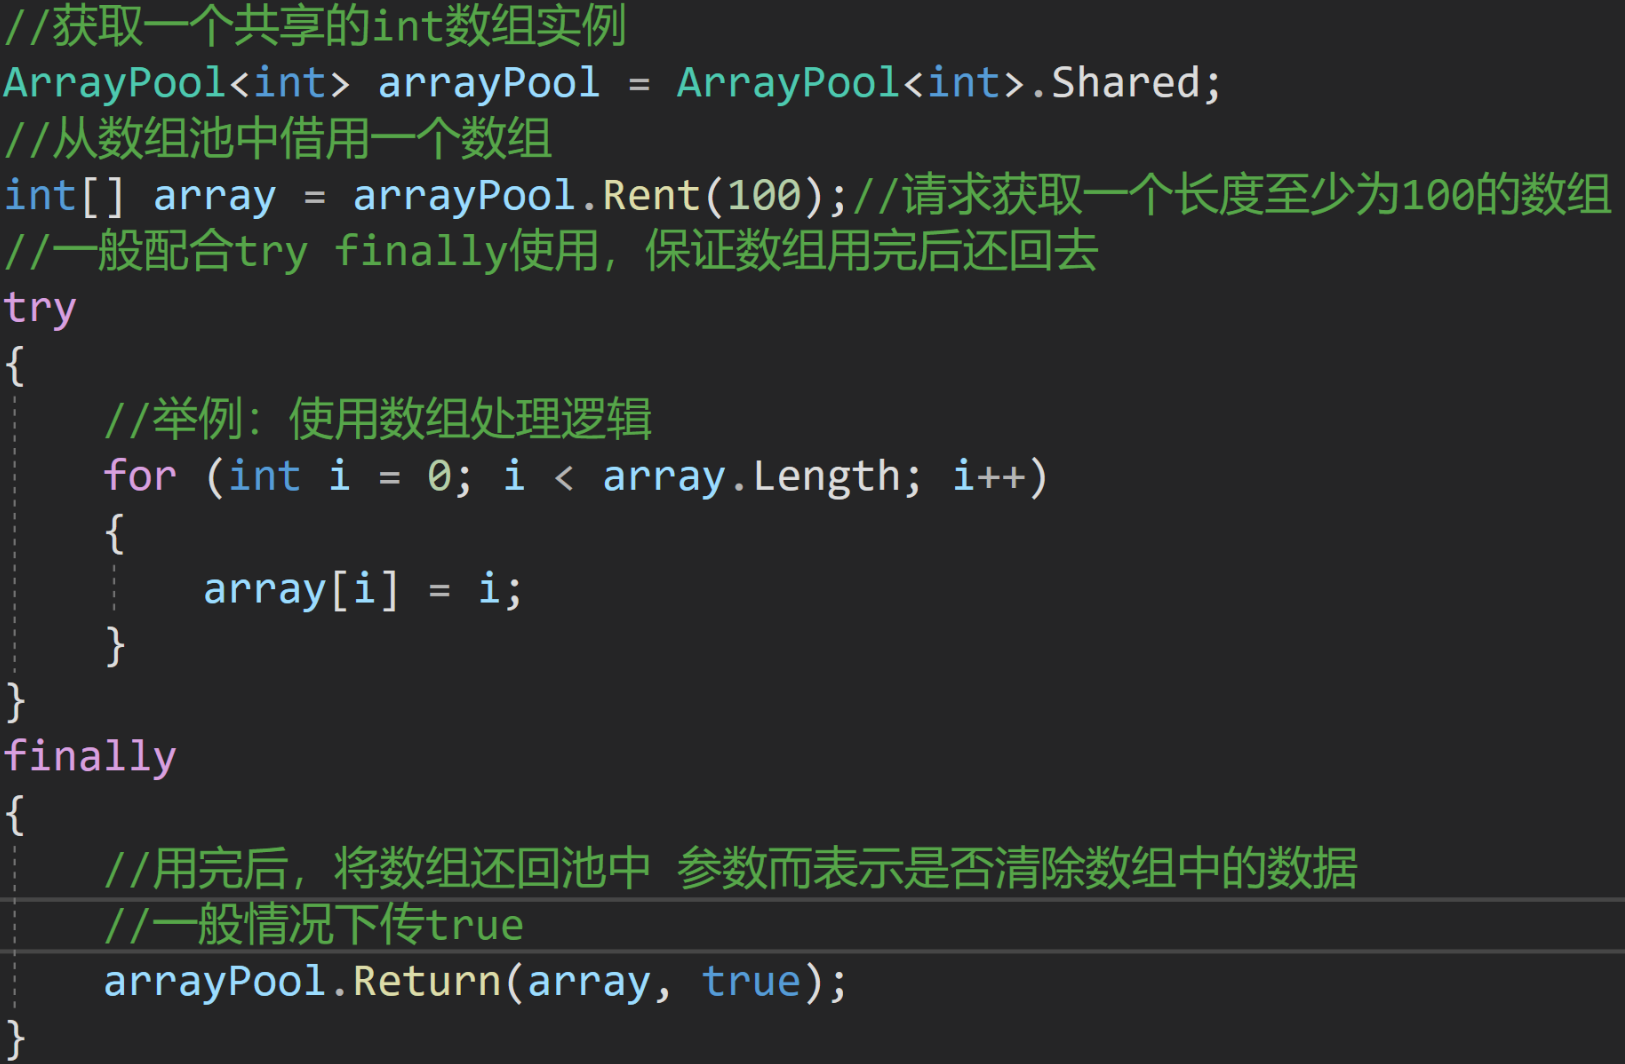 //获取一个共享的int数组实例
ArrayPool<int> arrayPool = ArrayPool<int>.Shared;
//从数组池中借用一个数组
int[] array = arrayPool.Rent(100);//请求获取一个长度至少为100的数组
//一般配合try finally使用，保证数组用完后还回去
try
{
    //举例：使用数组处理逻辑
    for (int i = 0; i < array.Length; i++)
    {
        array[i] = i;
    }
}
finally
{
    //用完后，将数组还回池中 参数而表示是否清除数组中的数据
    //一般情况下传true
    arrayPool.Return(array, true);
}